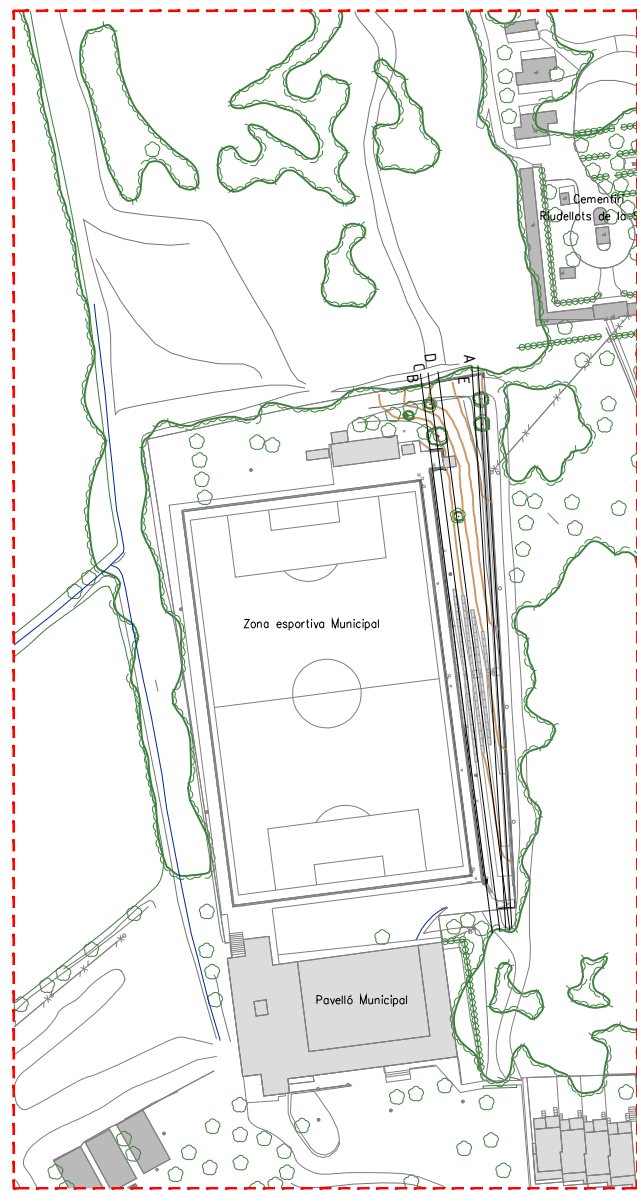 Cementiri
Riudellots de la S
A
D
C
B
E
Zona esportiva Municipal
Pavelló Municipal